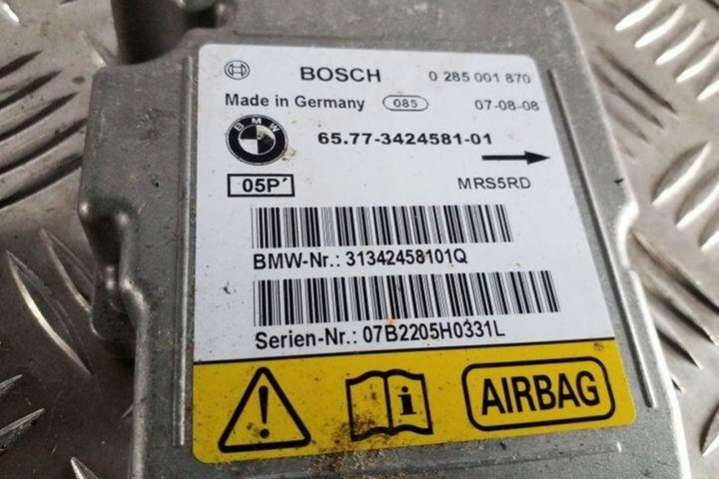 BOSCH 0 285 001 870
Made in Germany 085 07-08-08
BMW 65.77-3424581-01
05P' MRS5RD
BMW-Nr.: 31342458101Q
Serien-Nr.: 07B2205H0331L
i AIRBAG